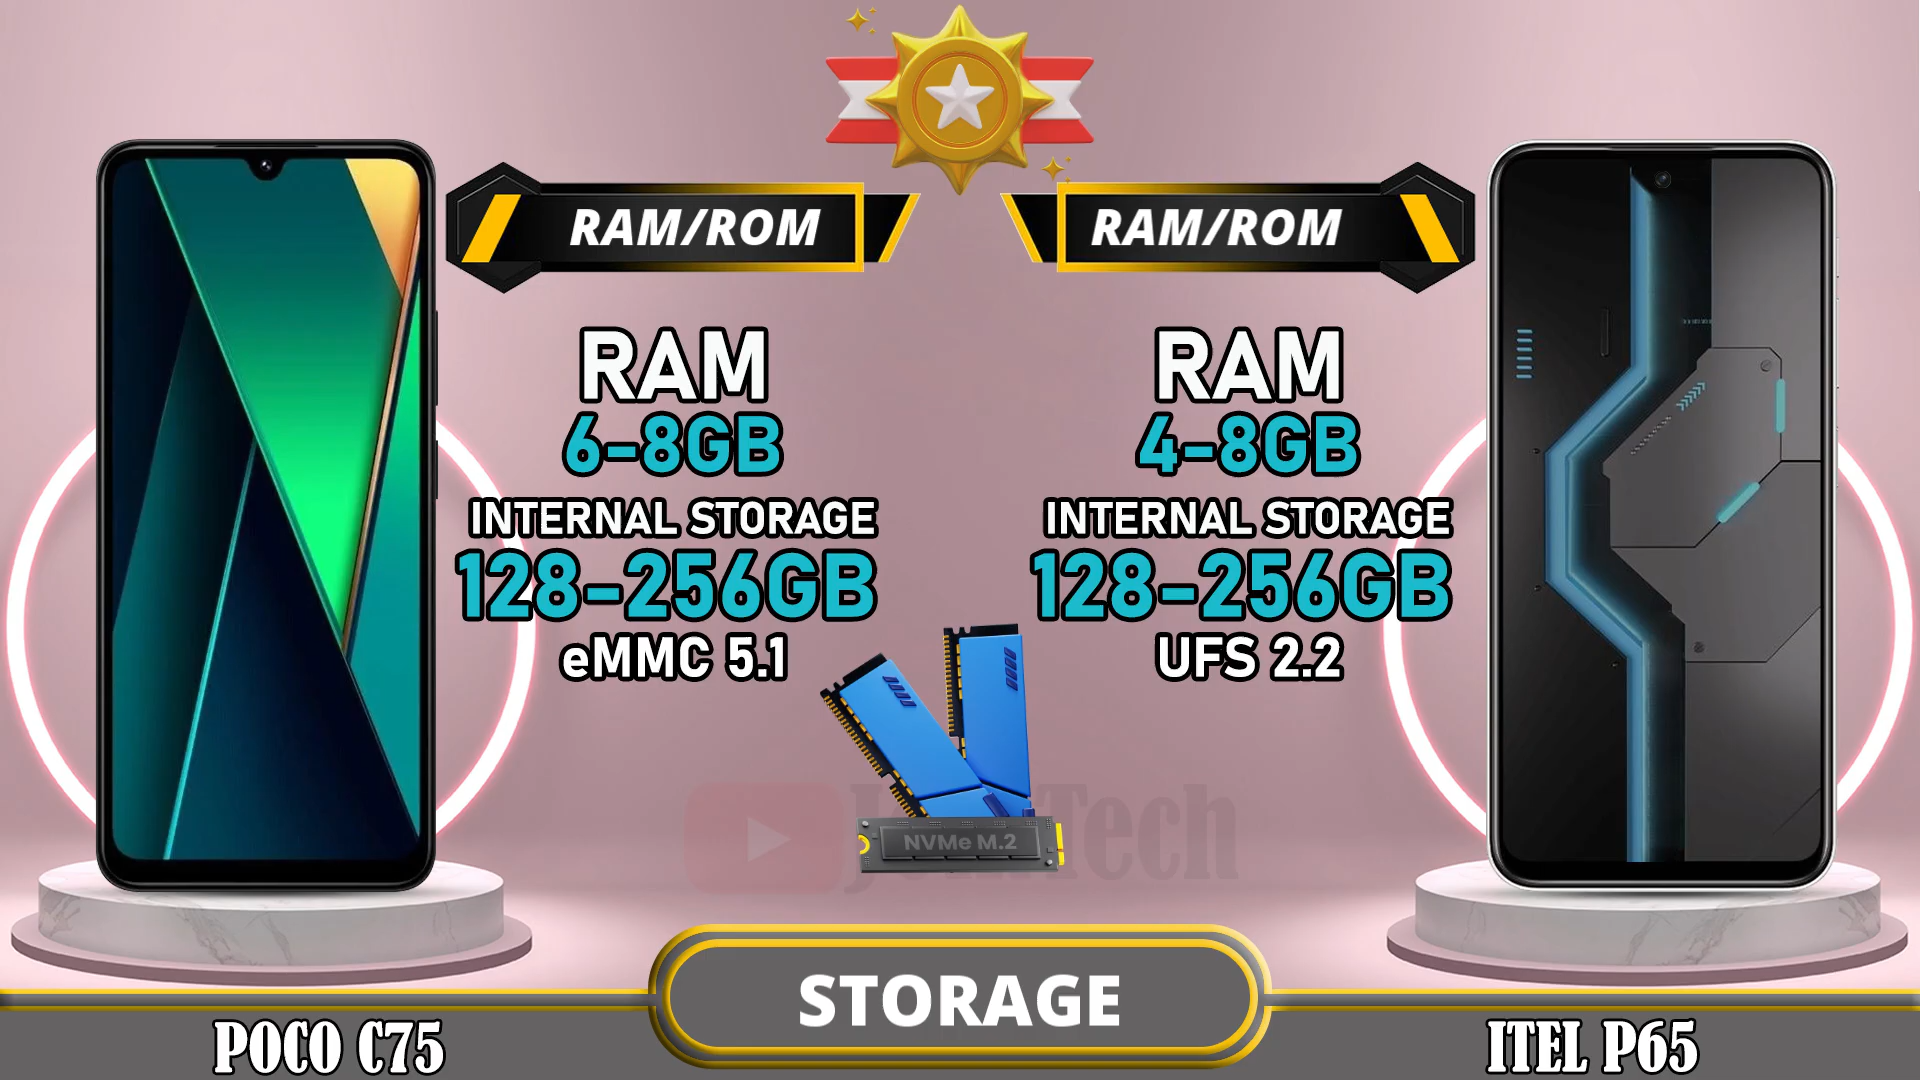 RAM/ROM
RAM/ROM
RAM
6-8GB
INTERNAL STORAGE
128-256GB
eMMC 5.1
RAM
4-8GB
INTERNAL STORAGE
128-256GB
UFS 2.2
NVMe M.2
Tech
STORAGE
POCO C75
ITEL P65